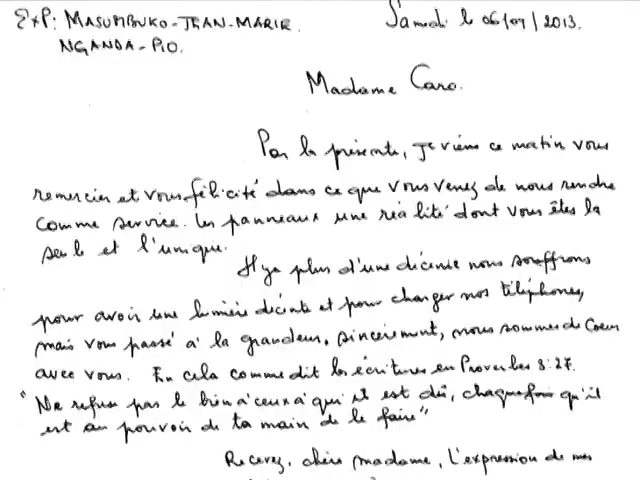 Exp: MASUMBUKO-JEAN-MARIE.
NGANDA-PIO.
Samedi le 06/07/2013.
Madame Caro.
Par la présente, je viens ce matin vous
remercier et vous félicité dans ce que vous venez de nous rendre
comme service. Les panneaux une réalité dont vous êtes la
seule et l'unique.
Il y a plus d'une décenie nous souffrons
pour avoir une lumière décente et pour charger nos téléphones,
mais vous passé à la grandeur, sincèrement, nous sommes de Coeur
avec vous. En cela comme dit les écritures en Proverbes 3:27.
"Ne refuse pas le bien à ceux à qui il est dû, chaque fois qu'il
est au pouvoir de ta main de le faire"
Recevez, chère madame, l'expression de mes